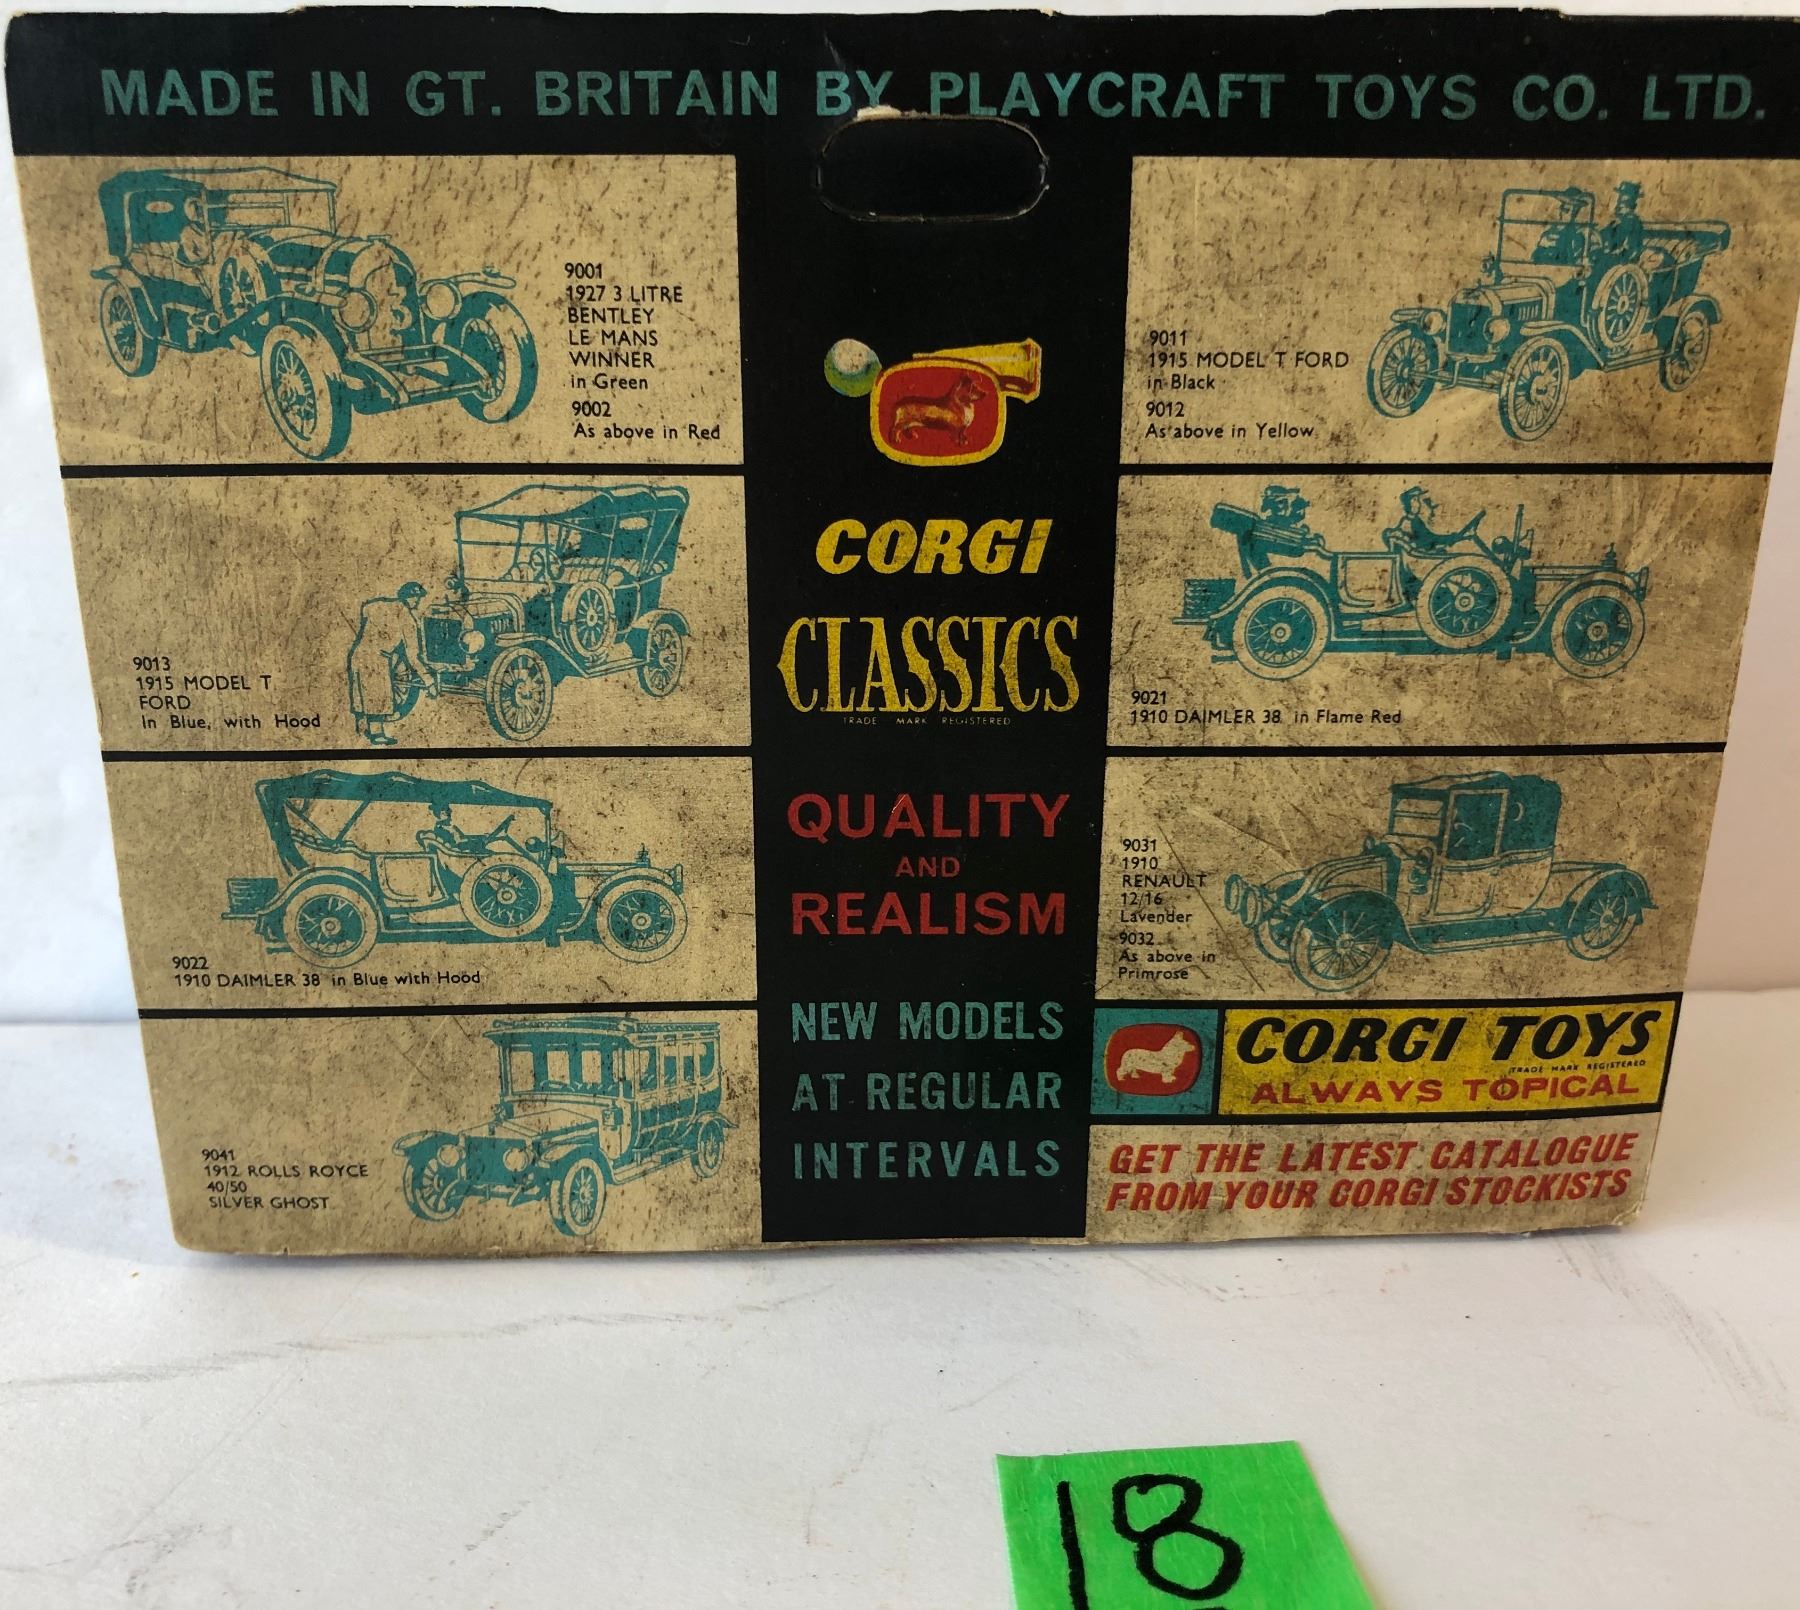 MADE IN GT. BRITAIN BY PLAYCRAFT TOYS CO. LTD.
9001
1927 3 LITRE
BENTLEY
LE MANS
WINNER
in Green
9002
As above in Red
9013
1915 MODEL T
FORD
In Blue, with Hood
9022
1910 DAIMLER 38 in Blue with Hood
9041
1912 ROLLS ROYCE
40/50
SILVER GHOST
CORGI
CLASSICS
TRADE MARK REGISTERED
QUALITY
AND
REALISM
NEW MODELS
AT REGULAR
INTERVALS
9011
1915 MODEL T FORD
in Black
9012
As above in Yellow
9021
1910 DAIMLER 38 in Flame Red
9031
1910
RENAULT
12/16
Lavender
9032
As above in
Primrose
CORGI TOYS
TRADE MARK REGISTERED
ALWAYS TOPICAL
GET THE LATEST CATALOGUE
FROM YOUR CORGI STOCKISTS
18